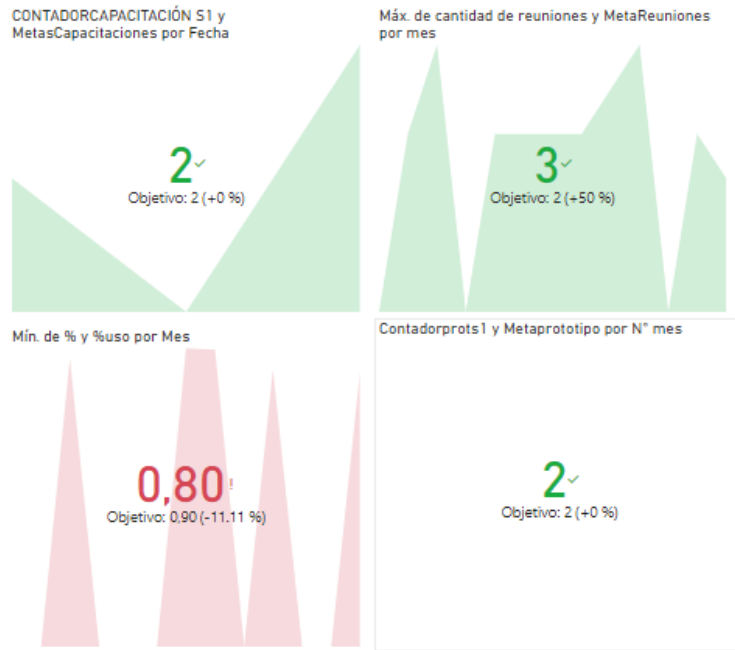 CONTADORCAPACITACIÓN S1 y
MetasCapacitaciones por Fecha
2✓
Objetivo: 2 (+0 %)
Máx. de cantidad de reuniones y MetaReuniones
por mes
3✓
Objetivo: 2 (+50 %)
Mín. de % y %uso por Mes
0,80!
Objetivo: 0,90 (-11.11 %)
Contadorprots1 y Metaprototipo por N° mes
2✓
Objetivo: 2 (+0 %)